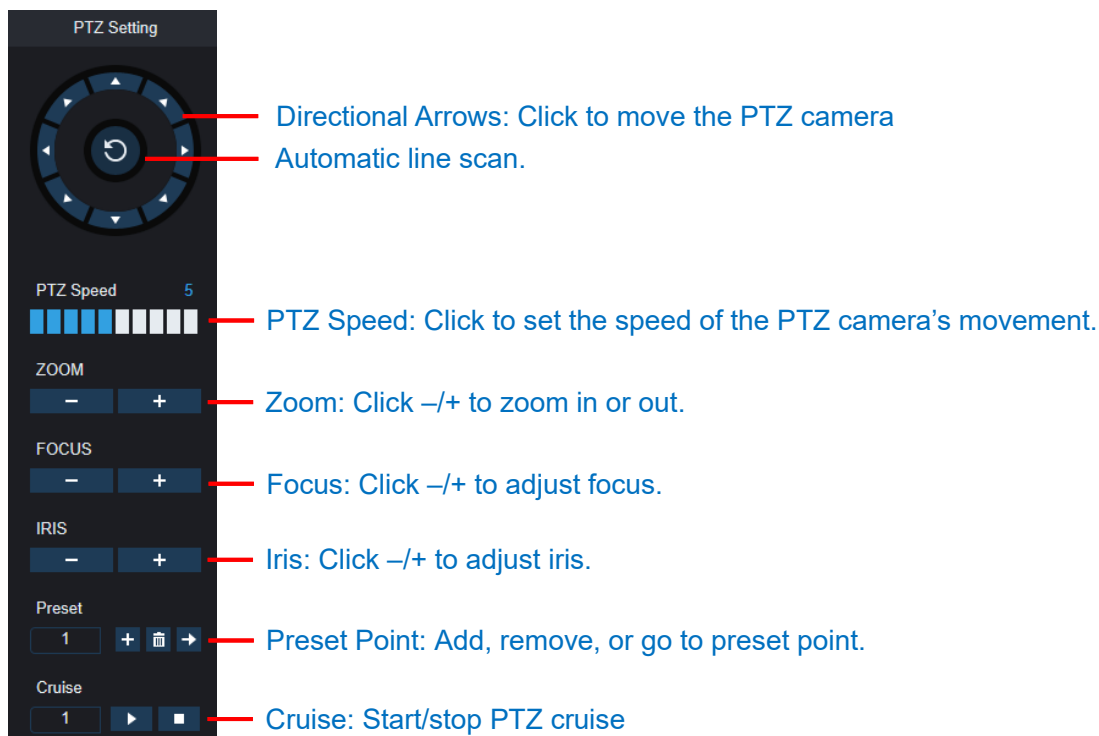 PTZ Setting
Directional Arrows: Click to move the PTZ camera
Automatic line scan.
PTZ Speed 5
PTZ Speed: Click to set the speed of the PTZ camera’s movement.
ZOOM
− +
Zoom: Click –/+ to zoom in or out.
FOCUS
− +
Focus: Click –/+ to adjust focus.
IRIS
− +
Iris: Click –/+ to adjust iris.
Preset
1 +
Preset Point: Add, remove, or go to preset point.
Cruise
1
Cruise: Start/stop PTZ cruise